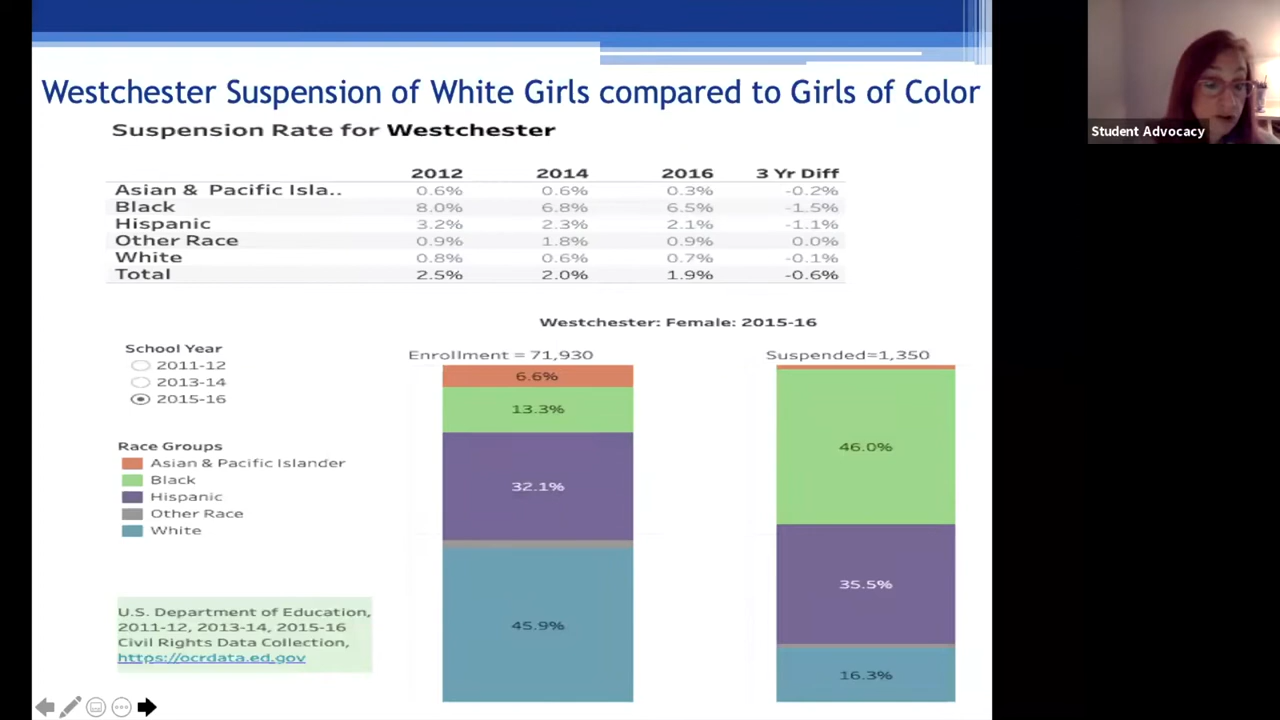 Westchester Suspension of White Girls compared to Girls of Color
Suspension Rate for Westchester
2012 2014 2016 3 Yr Diff
Asian & Pacific Isla.. 0.6% 0.6% 0.3% -0.2%
Black 8.0% 6.8% 6.5% -1.5%
Hispanic 3.2% 2.3% 2.1% -1.1%
Other Race 0.9% 1.8% 0.9% 0.0%
White 0.8% 0.6% 0.7% -0.1%
Total 2.5% 2.0% 1.9% -0.6%
Westchester: Female: 2015-16
School Year
2011-12
2013-14
2015-16
Race Groups
Asian & Pacific Islander
Black
Hispanic
Other Race
White
U.S. Department of Education,
2011-12, 2013-14, 2015-16
Civil Rights Data Collection,
https://ocrdata.ed.gov
Enrollment = 71,930
6.6%
13.3%
32.1%
45.9%
Suspended=1,350
46.0%
35.5%
16.3%
Student Advocacy